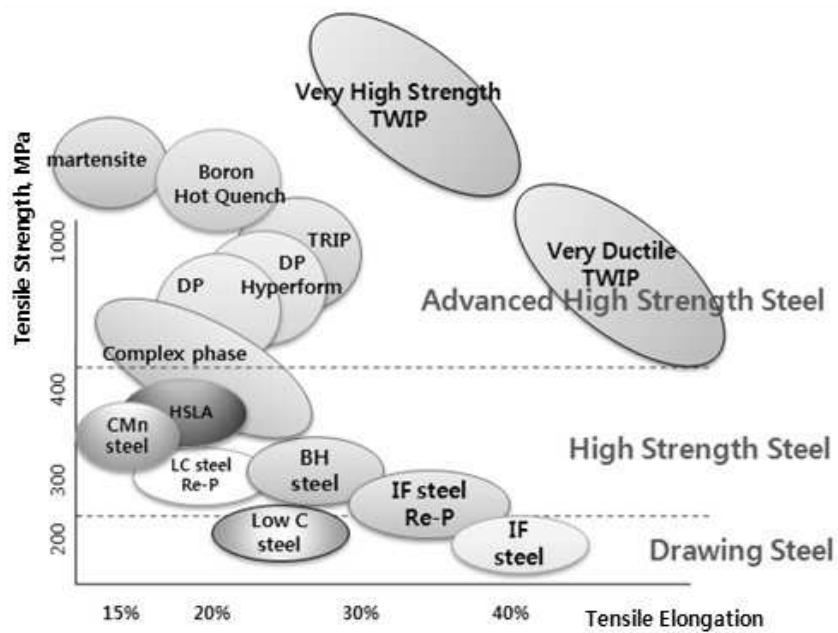 Very High Strength
TWIP
martensite
Boron
Hot Quench
TRIP
DP
Hyperform
DP
Very Ductile
TWIP
Advanced High Strength Steel
Complex phase
HSLA
CMn
steel
LC steel
Re-P
BH
steel
IF steel
Re-P
High Strength Steel
Low C
steel
IF
steel
Drawing Steel
Tensile Strength, MPa
1000
400
300
200
15%
20%
30%
40%
Tensile Elongation